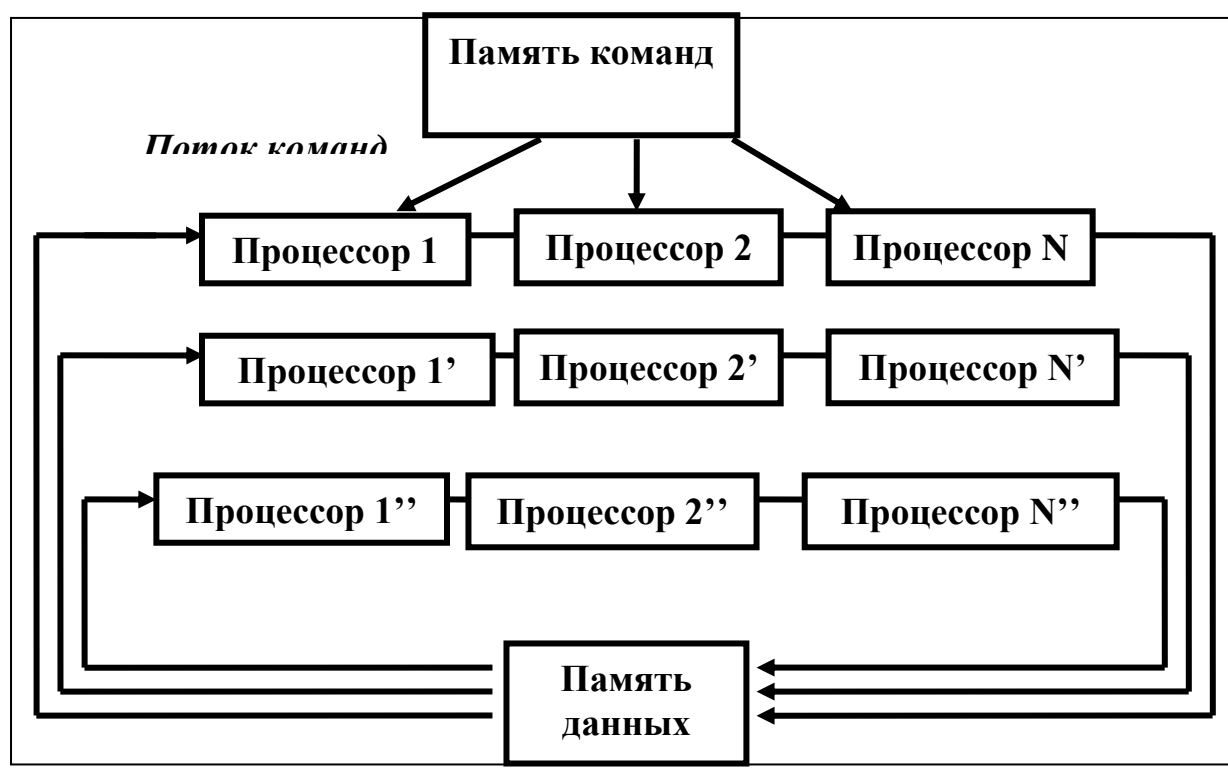 Память команд
Поток команд
Процессор 1
Процессор 2
Процессор N
Процессор 1’
Процессор 2’
Процессор N’
Процессор 1’’
Процессор 2’’
Процессор N’’
Память
данных